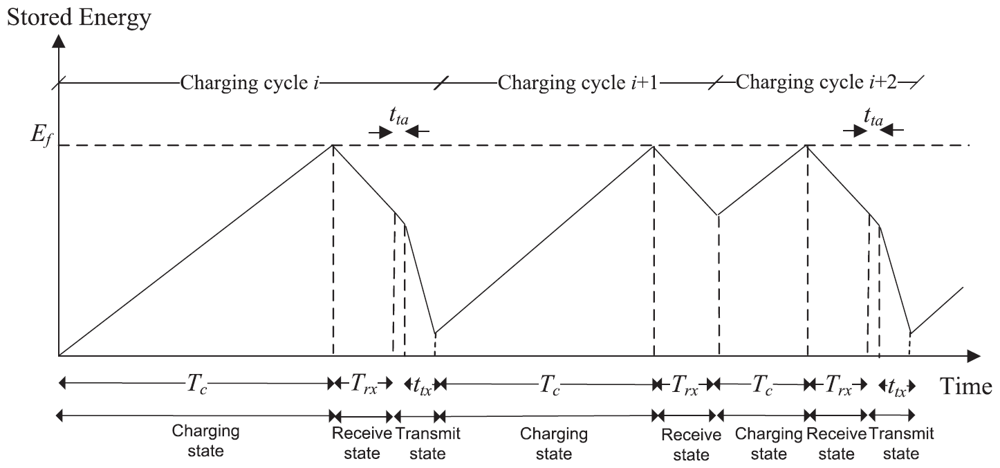 Stored Energy
Charging cycle i
Charging cycle i+1
Charging cycle i+2
t_ta
t_ta
E_f
T_c
T_rx
t_tx
T_c
T_rx
T_c
T_rx
t_tx
Time
Charging
state
Receive
state
Transmit
state
Charging
state
Receive
state
Charging
state
Receive
state
Transmit
state